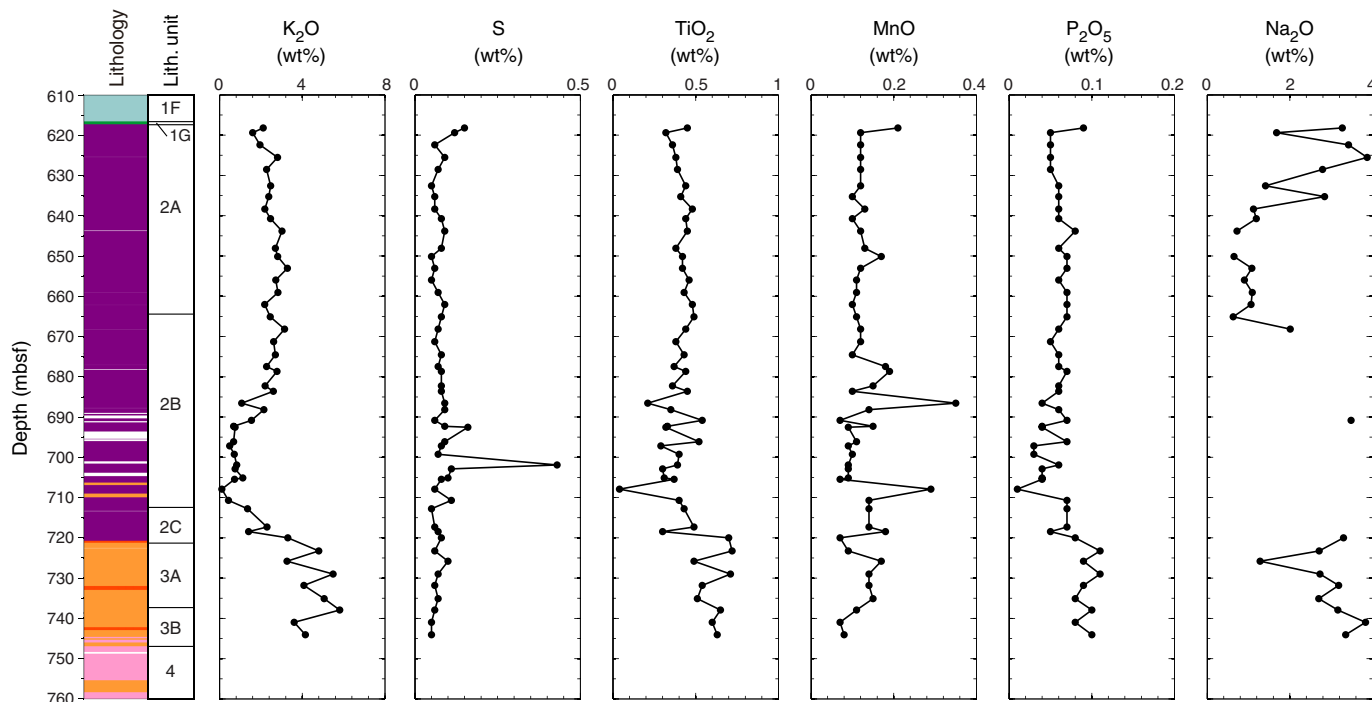 Lithology
Lith. unit
K2O
(wt%)
S
(wt%)
TiO2
(wt%)
MnO
(wt%)
P2O5
(wt%)
Na2O
(wt%)
0 4 8
0.5
0 0.5 1
0 0.2 0.4
0 0.1 0.2
0 2 4
Depth (mbsf)
610
620
630
640
650
660
670
680
690
700
710
720
730
740
750
760
1F
1G
2A
2B
2C
3A
3B
4